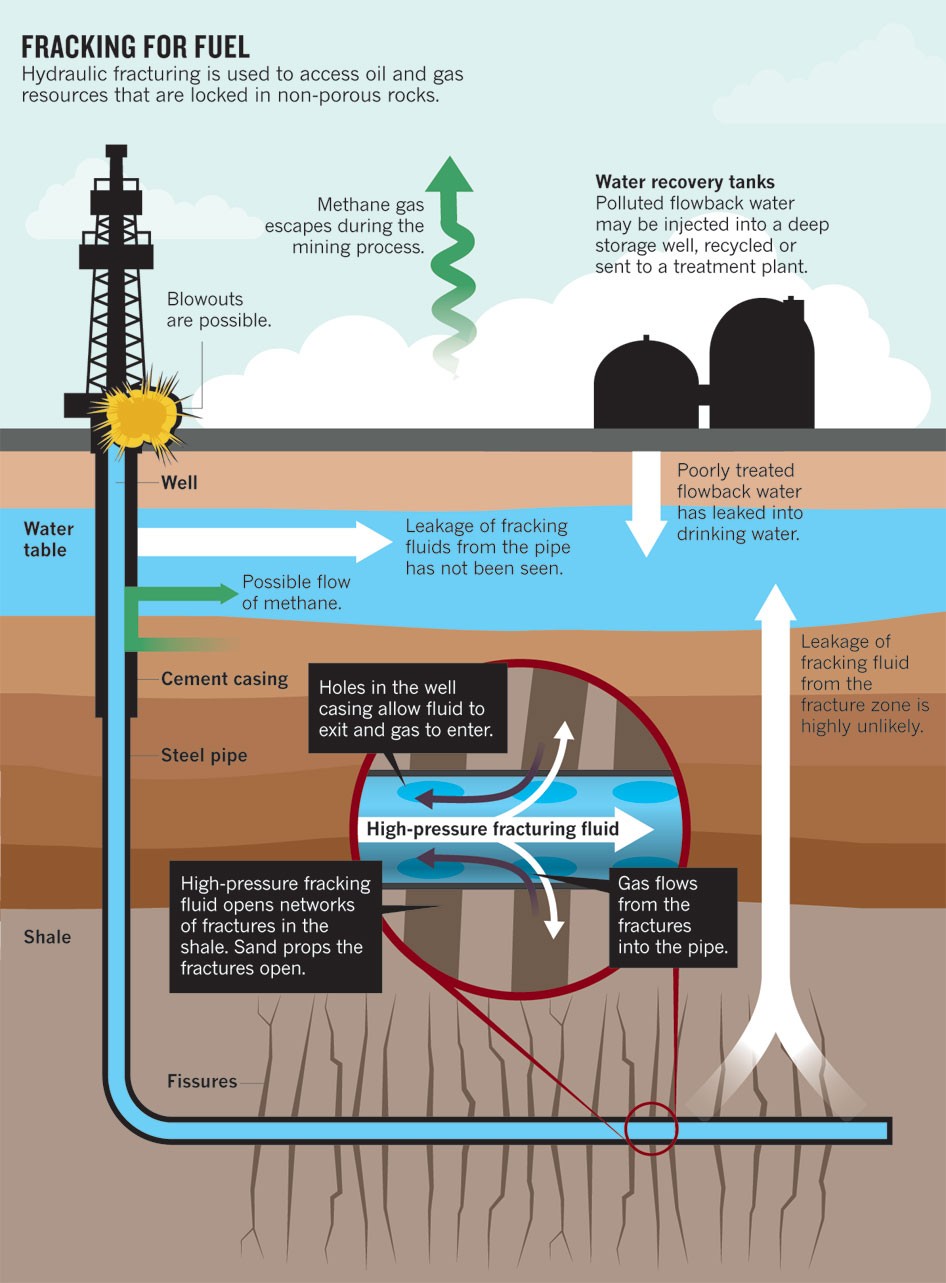 FRACKING FOR FUEL
Hydraulic fracturing is used to access oil and gas
resources that are locked in non-porous rocks.
Methane gas
escapes during the
mining process.
Water recovery tanks
Polluted flowback water
may be injected into a deep
storage well, recycled or
sent to a treatment plant.
Blowouts
are possible.
Well
Poorly treated
flowback water
has leaked into
drinking water.
Water
table
Leakage of fracking
fluids from the pipe
has not been seen.
Possible flow
of methane.
Leakage of
fracking fluid
from the
fracture zone is
highly unlikely.
Cement casing
Holes in the well
casing allow fluid to
exit and gas to enter.
Steel pipe
High-pressure fracturing fluid
High-pressure fracking
fluid opens networks
of fractures in the
shale. Sand props the
fractures open.
Gas flows
from the
fractures
into the pipe.
Shale
Fissures